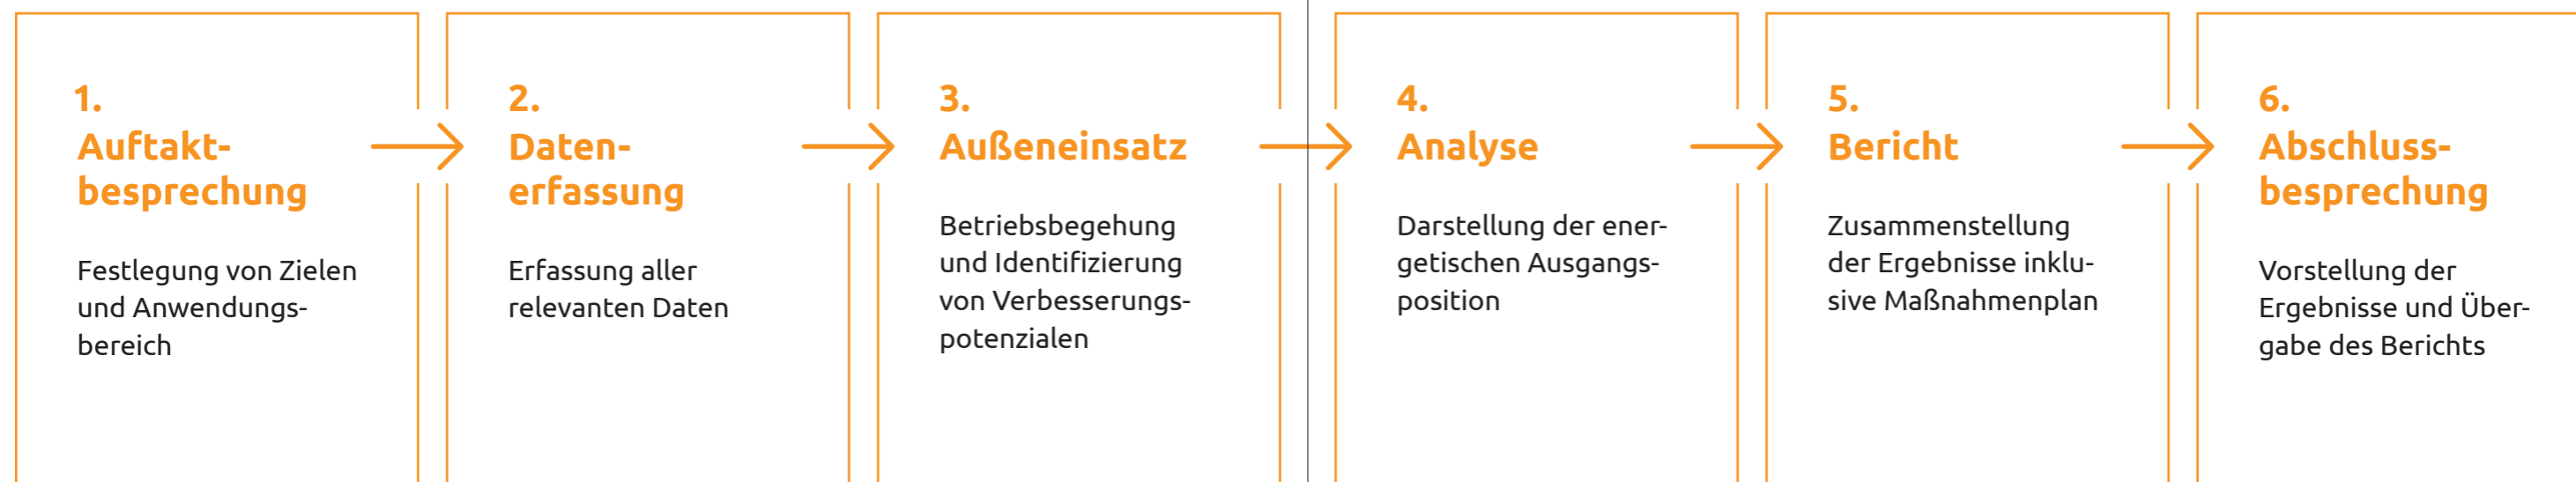 1.
Auftakt-
besprechung
Festlegung von Zielen
und Anwendungs-
bereich
2.
Daten-
erfassung
Erfassung aller
relevanten Daten
3.
Außeneinsatz
Betriebsbegehung
und Identifizierung
von Verbesserungs-
potenzialen
4.
Analyse
Darstellung der ener-
getischen Ausgangs-
position
5.
Bericht
Zusammenstellung
der Ergebnisse inklu-
sive Maßnahmenplan
6.
Abschluss-
besprechung
Vorstellung der
Ergebnisse und Über-
gabe des Berichts